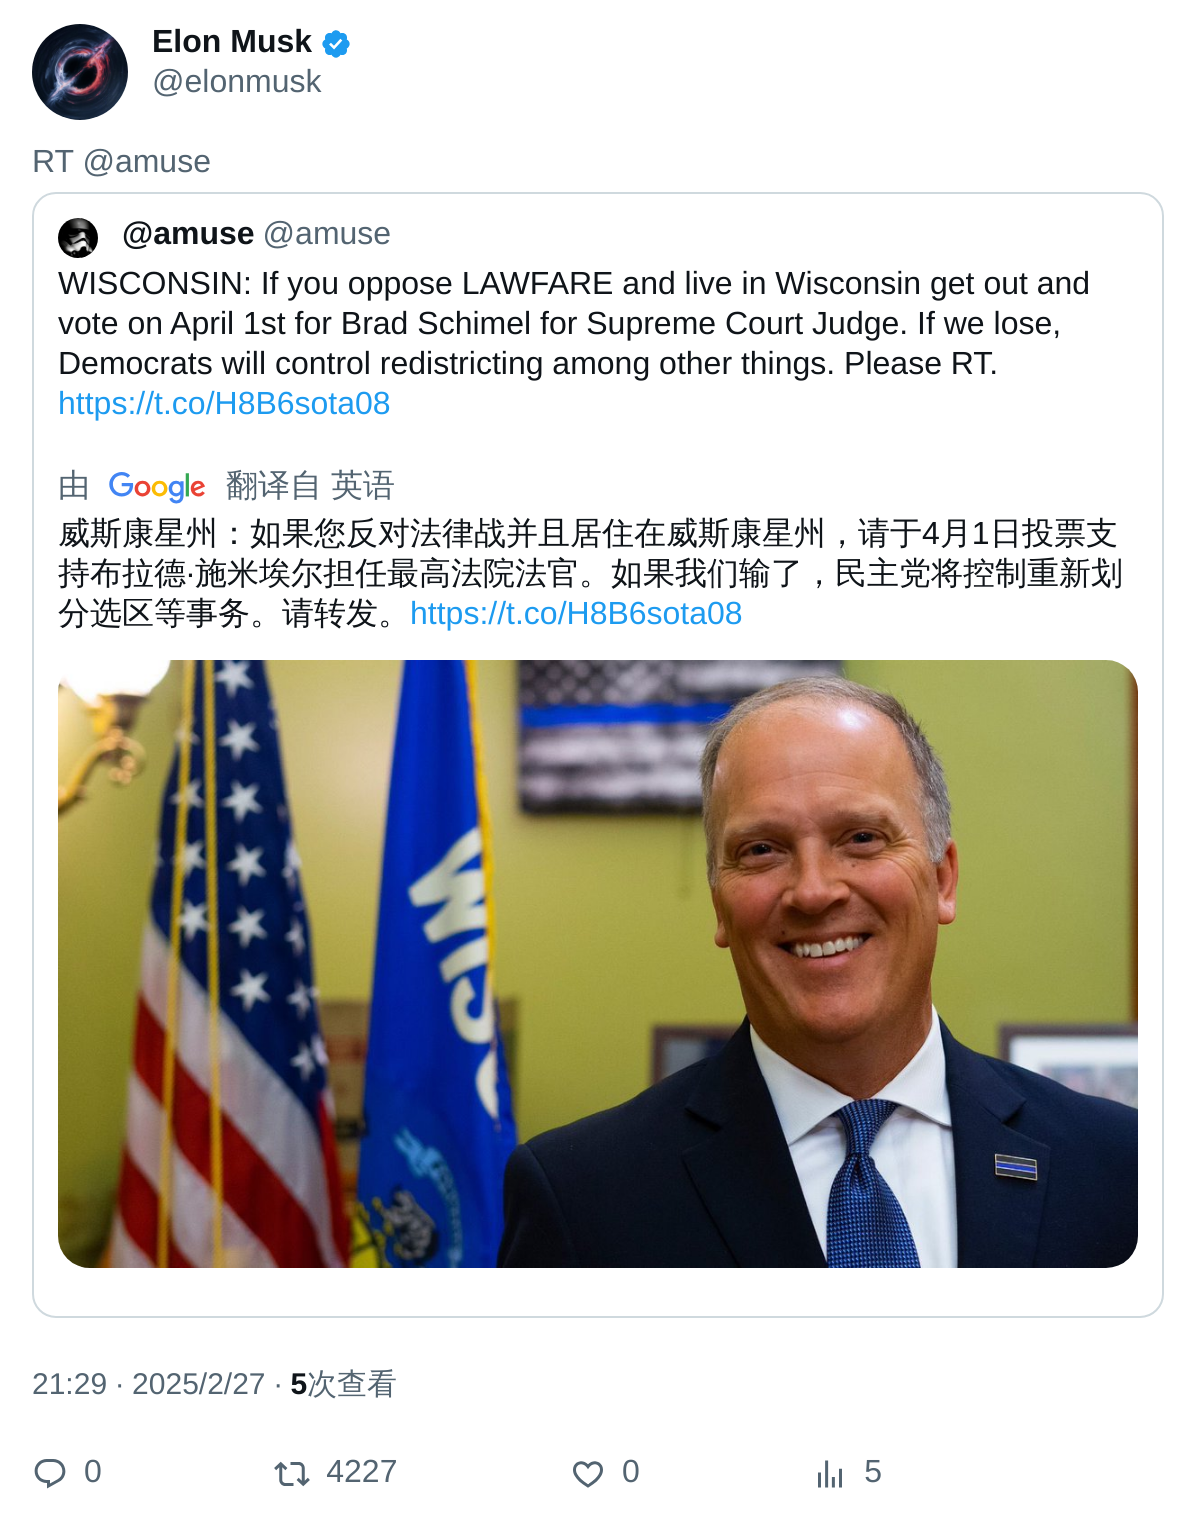 Elon Musk
@elonmusk
RT @amuse
@amuse @amuse
WISCONSIN: If you oppose LAWFARE and live in Wisconsin get out and
vote on April 1st for Brad Schimel for Supreme Court Judge. If we lose,
Democrats will control redistricting among other things. Please RT.
https://t.co/H8B6sota08
由 Google 翻译自 英语
威斯康星州：如果您反对法律战并且居住在威斯康星州，请于4月1日投票支
持布拉德·施米埃尔担任最高法院法官。如果我们输了，民主党将控制重新划
分选区等事务。请转发。https://t.co/H8B6sota08
WISC
21:29 · 2025/2/27 · 5次查看
0 4227 0 5